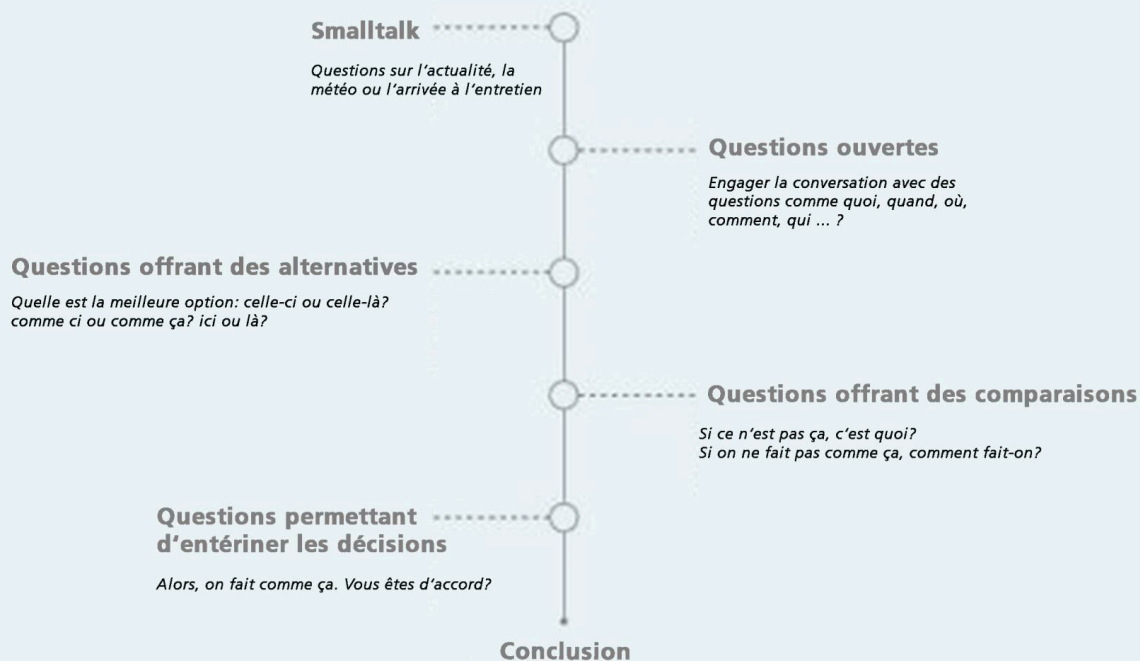 Smalltalk
Questions sur l'actualité, la
météo ou l'arrivée à l'entretien
Questions ouvertes
Engager la conversation avec des
questions comme quoi, quand, où,
comment, qui ... ?
Questions offrant des alternatives
Quelle est la meilleure option: celle-ci ou celle-là?
comme ci ou comme ça? ici ou là?
Questions offrant des comparaisons
Si ce n'est pas ça, c'est quoi?
Si on ne fait pas comme ça, comment fait-on?
Questions permettant
d‘entériner les décisions
Alors, on fait comme ça. Vous êtes d'accord?
Conclusion